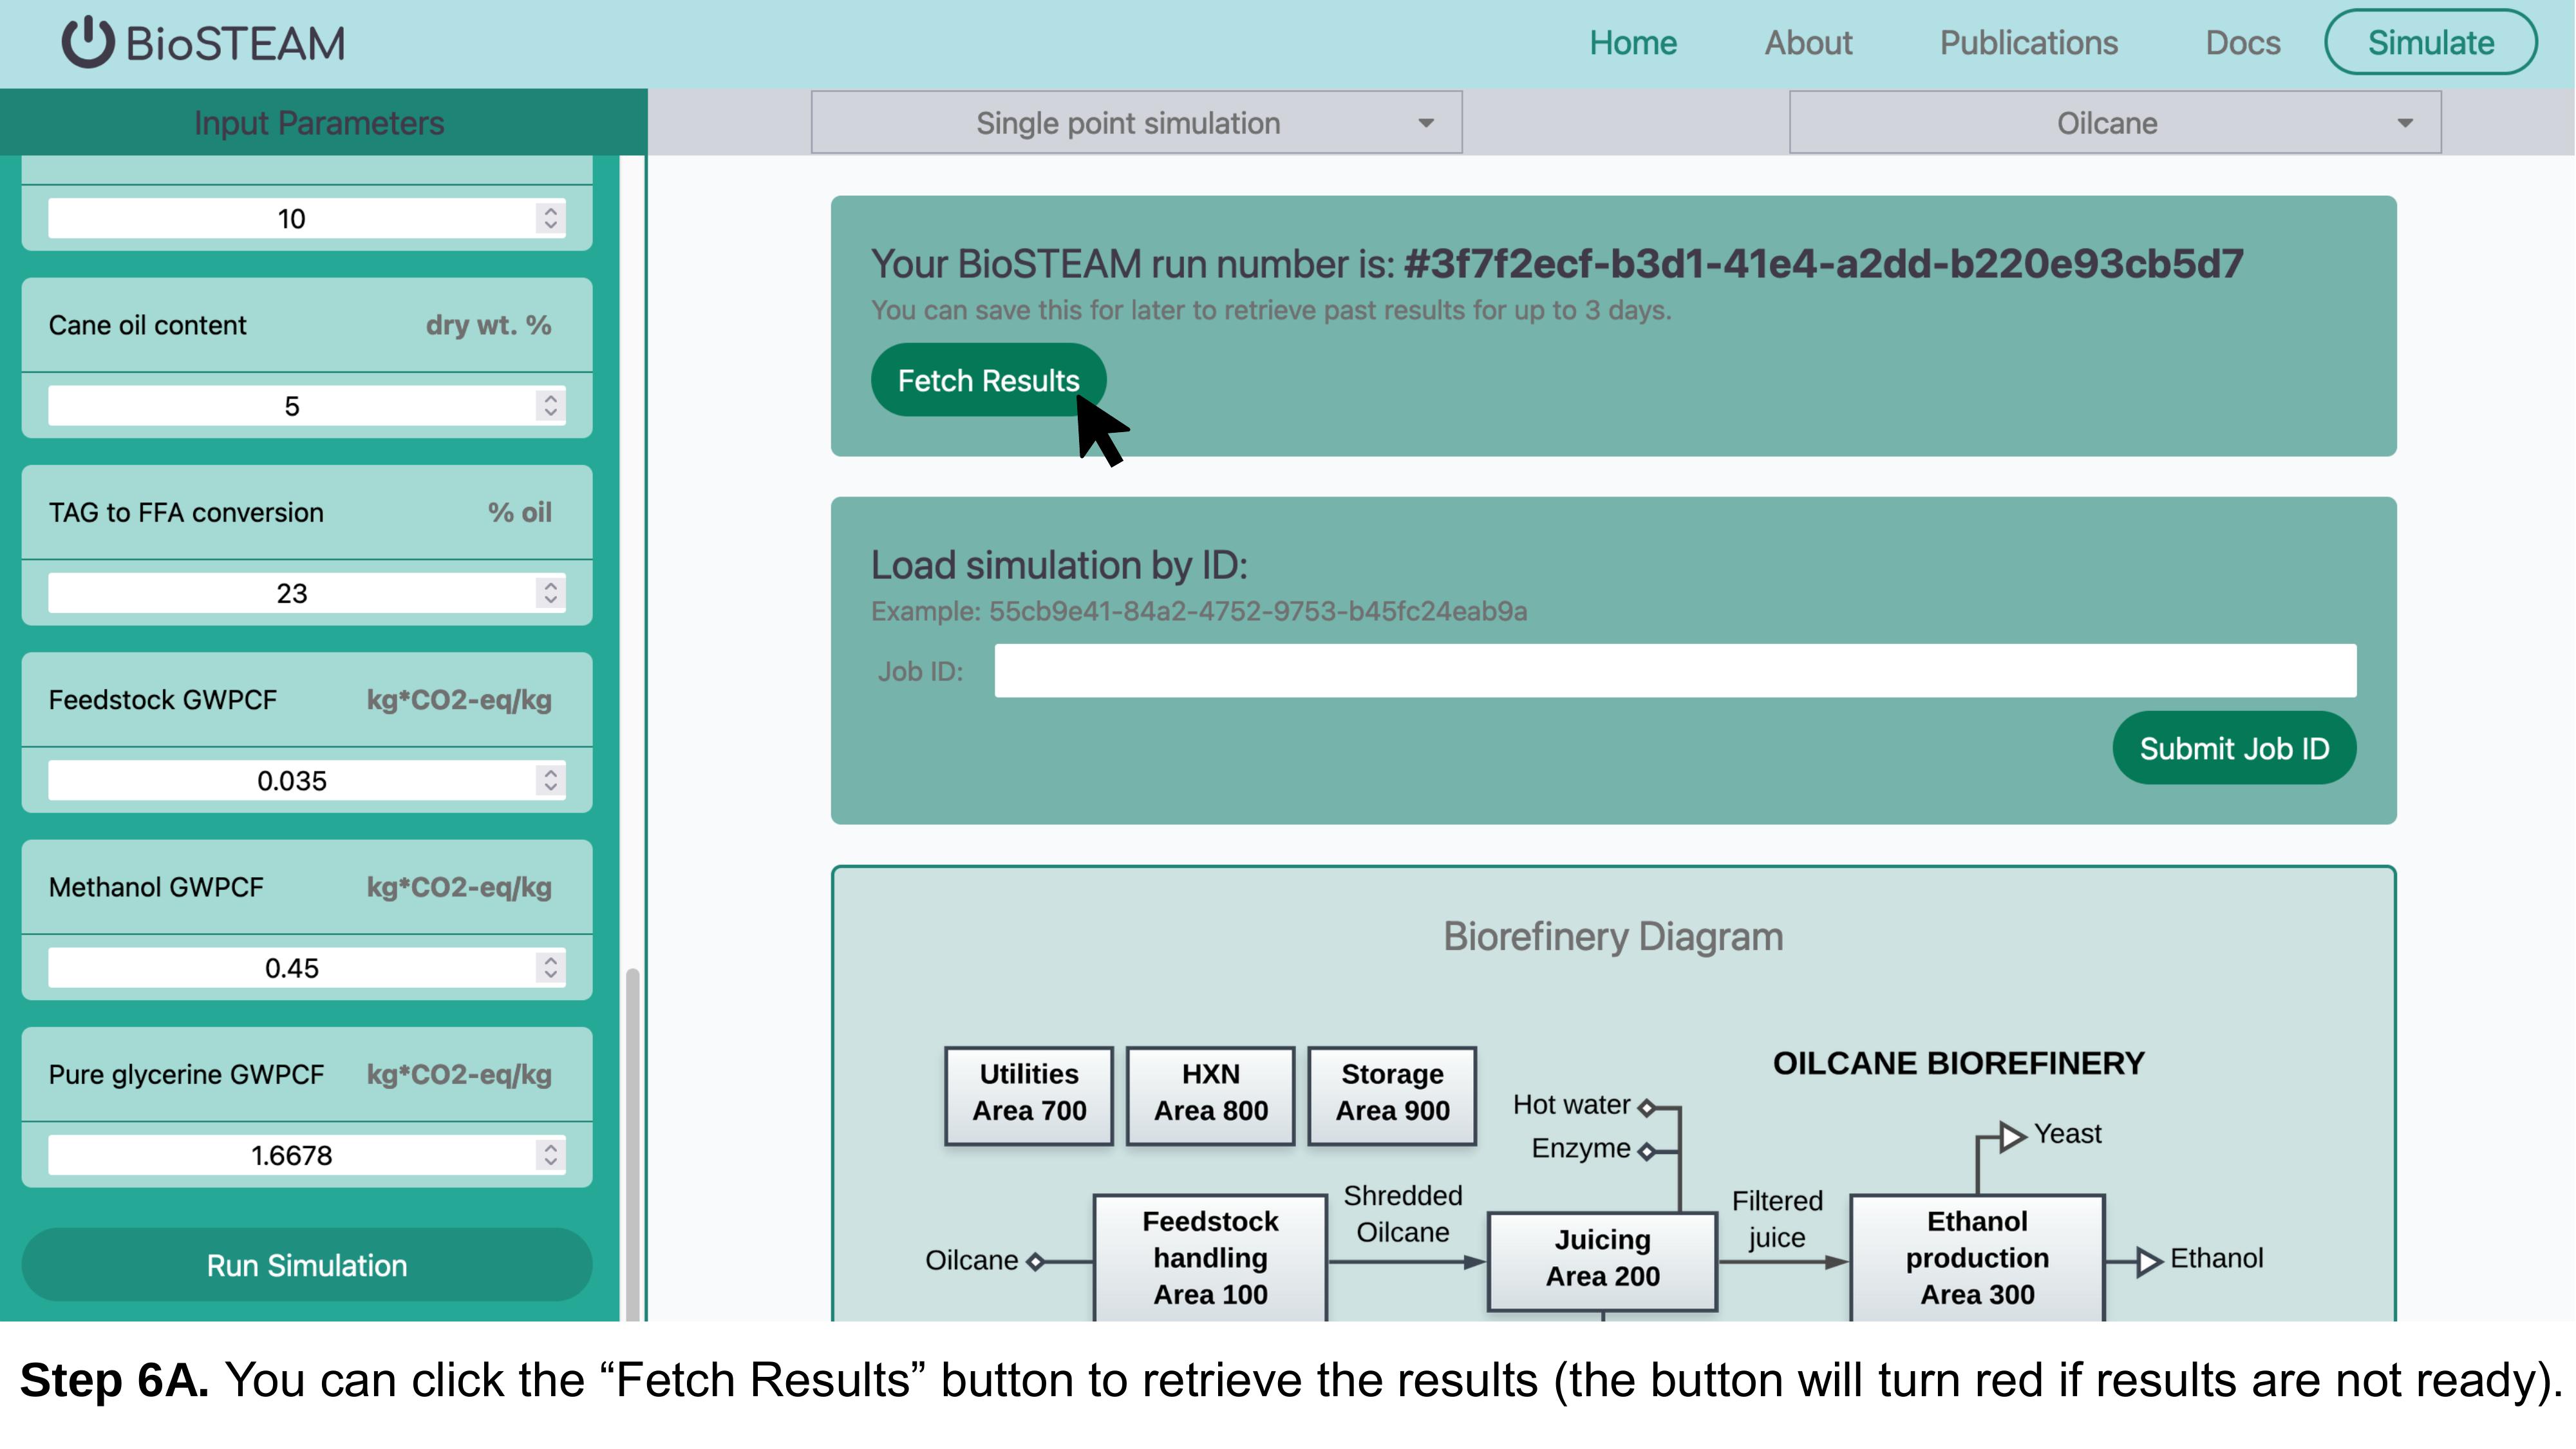 BioSTEAM
Home About Publications Docs Simulate
Input Parameters
Single point simulation
Oilcane
10
Cane oil content dry wt. %
5
TAG to FFA conversion % oil
23
Feedstock GWPCF kg*CO2-eq/kg
0.035
Methanol GWPCF kg*CO2-eq/kg
0.45
Pure glycerine GWPCF kg*CO2-eq/kg
1.6678
Run Simulation
Your BioSTEAM run number is: #3f7f2ecf-b3d1-41e4-a2dd-b220e93cb5d7
You can save this for later to retrieve past results for up to 3 days.
Fetch Results
Load simulation by ID:
Example: 55cb9e41-84a2-4752-9753-b45fc24eab9a
Job ID:
Submit Job ID
Biorefinery Diagram
Utilities
Area 700
HXN
Area 800
Storage
Area 900
OILCANE BIOREFINERY
Hot water
Enzyme
Yeast
Oilcane
Feedstock
handling
Area 100
Shredded
Oilcane
Juicing
Area 200
Filtered
juice
Ethanol
production
Area 300
Ethanol
Step 6A. You can click the “Fetch Results” button to retrieve the results (the button will turn red if results are not ready).